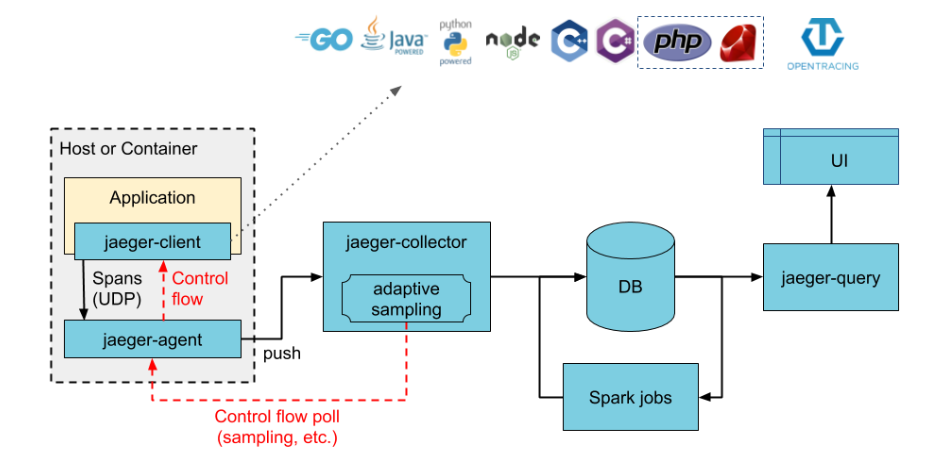 GO
Java
POWERED
python
powered
node
JS
C++
C#
php
OPENTRACING
Host or Container
Application
jaeger-client
Spans
(UDP)
Control
flow
jaeger-agent
push
jaeger-collector
adaptive
sampling
Control flow poll
(sampling, etc.)
DB
Spark jobs
UI
jaeger-query